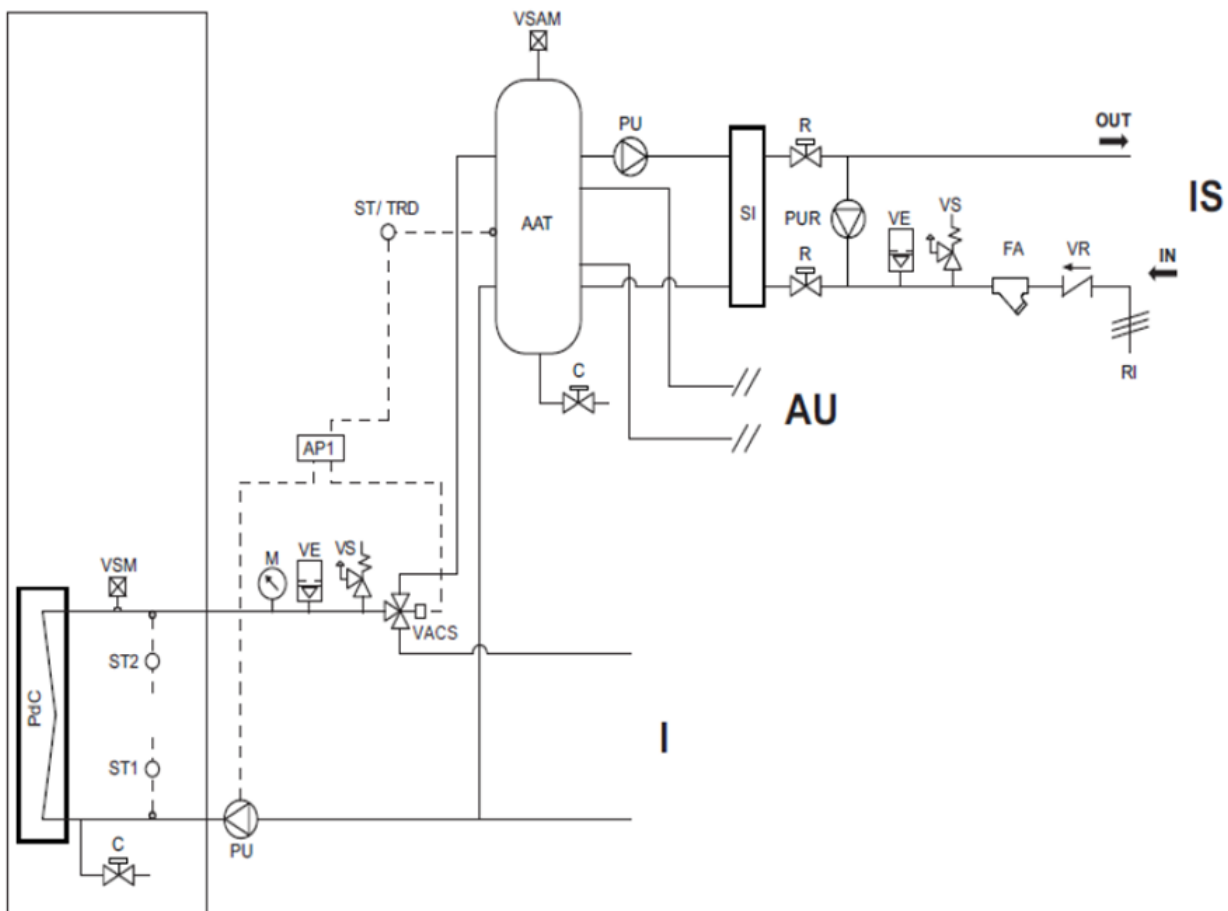 VSAM
PU
R
OUT
IS
ST/ TRD
AAT
SI
PUR
VE
VS
FA
VR
IN
R
RI
C
AU
AP1
VSM
M
VE
VS
VACS
ST2
PdC
I
ST1
C
PU